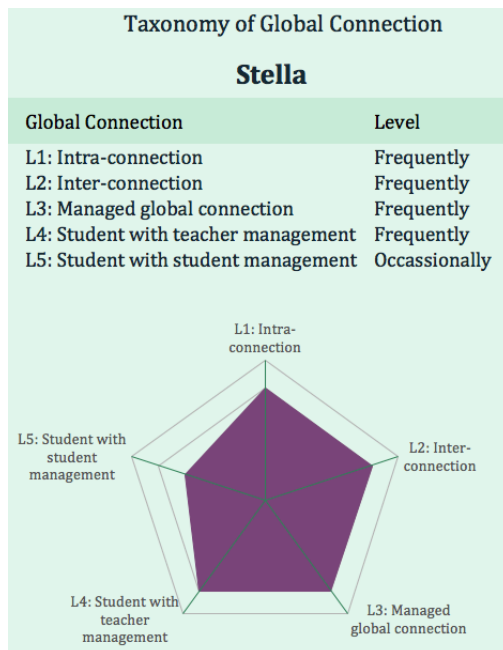 Taxonomy of Global Connection
Stella
Global Connection Level
L1: Intra-connection Frequently
L2: Inter-connection Frequently
L3: Managed global connection Frequently
L4: Student with teacher management Frequently
L5: Student with student management Occassionally
L1: Intra-
connection
L5: Student with
student
management
L2: Inter-
connection
L4: Student with
teacher
management
L3: Managed
global connection